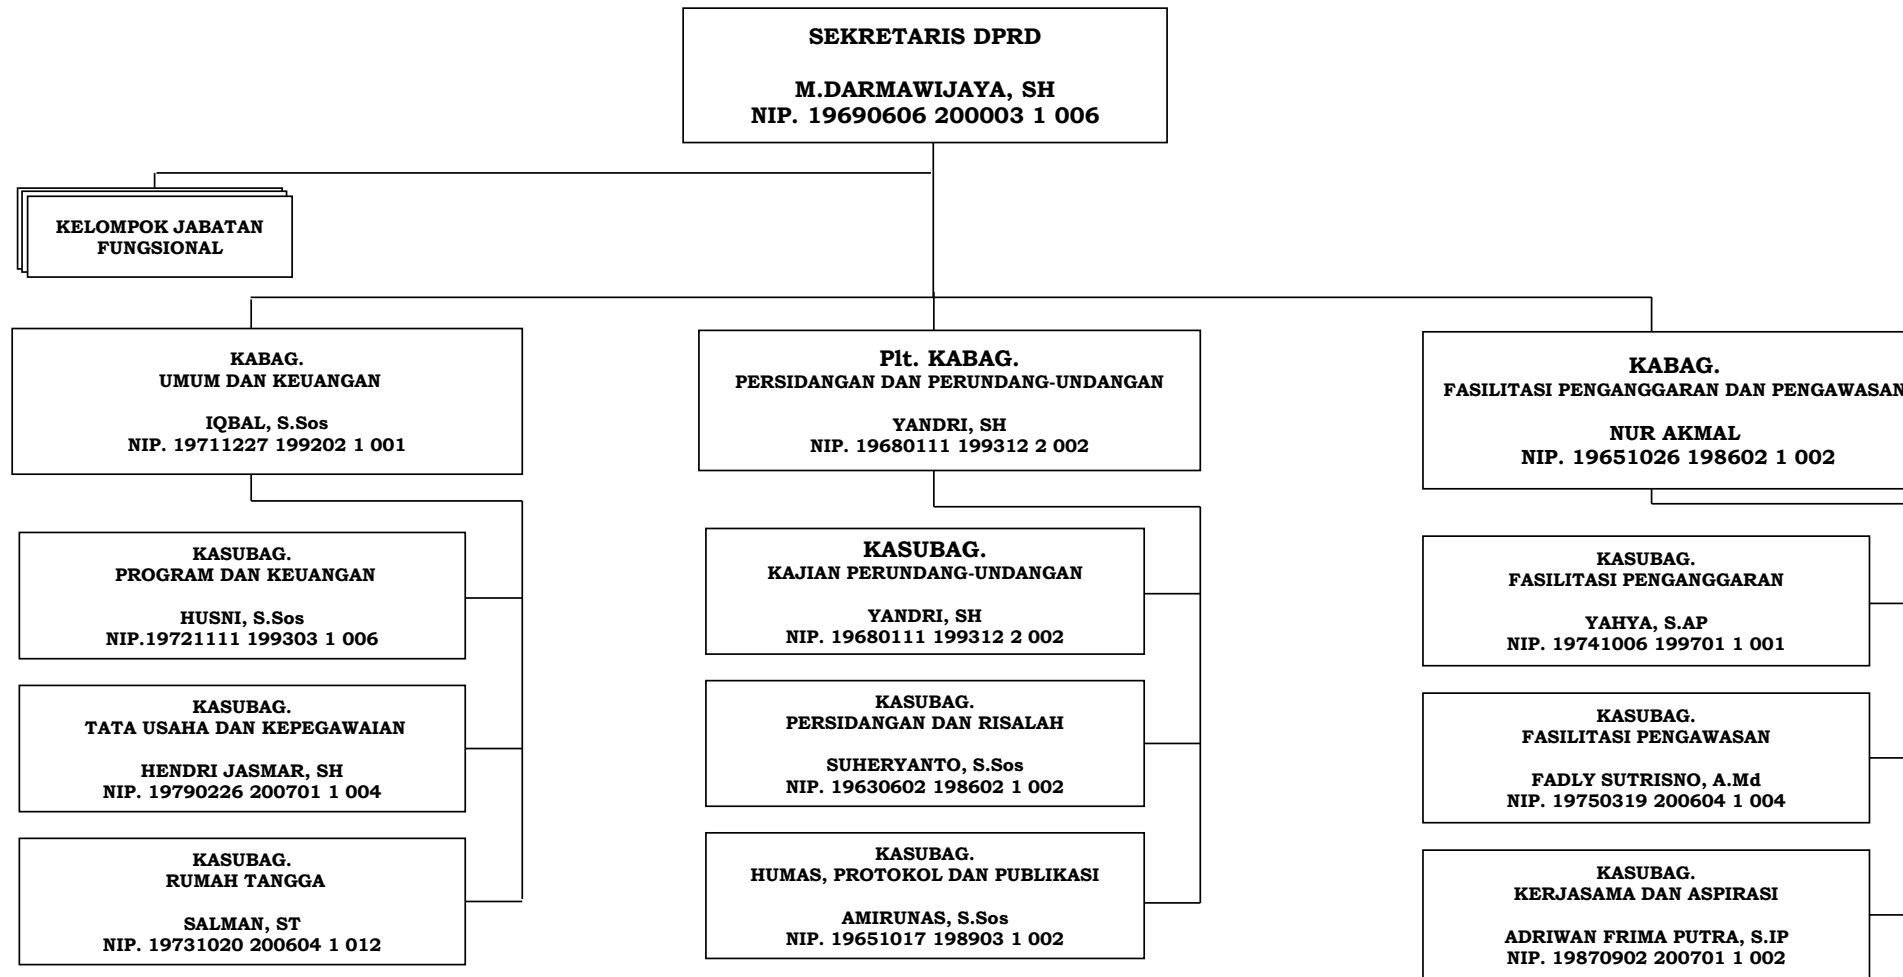 SEKRETARIS DPRD
M.DARMAWIJAYA, SH
NIP. 19690606 200003 1 006
KELOMPOK JABATAN
FUNGSIONAL
KABAG.
UMUM DAN KEUANGAN
IQBAL, S.Sos
NIP. 19711227 199202 1 001
Plt. KABAG.
PERSIDANGAN DAN PERUNDANG-UNDANGAN
YANDRI, SH
NIP. 19680111 199312 2 002
KABAG.
FASILITASI PENGANGGARAN DAN PENGAWASAN
NUR AKMAL
NIP. 19651026 198602 1 002
KASUBAG.
PROGRAM DAN KEUANGAN
HUSNI, S.Sos
NIP.19721111 199303 1 006
KASUBAG.
TATA USAHA DAN KEPEGAWAIAN
HENDRI JASMAR, SH
NIP. 19790226 200701 1 004
KASUBAG.
RUMAH TANGGA
SALMAN, ST
NIP. 19731020 200604 1 012
KASUBAG.
KAJIAN PERUNDANG-UNDANGAN
YANDRI, SH
NIP. 19680111 199312 2 002
KASUBAG.
PERSIDANGAN DAN RISALAH
SUHERYANTO, S.Sos
NIP. 19630602 198602 1 002
KASUBAG.
HUMAS, PROTOKOL DAN PUBLIKASI
AMIRUNAS, S.Sos
NIP. 19651017 198903 1 002
KASUBAG.
FASILITASI PENGANGGARAN
YAHYA, S.AP
NIP. 19741006 199701 1 001
KASUBAG.
FASILITASI PENGAWASAN
FADLY SUTRISNO, A.Md
NIP. 19750319 200604 1 004
KASUBAG.
KERJASAMA DAN ASPIRASI
ADRIWAN FRIMA PUTRA, S.IP
NIP. 19870902 200701 1 002